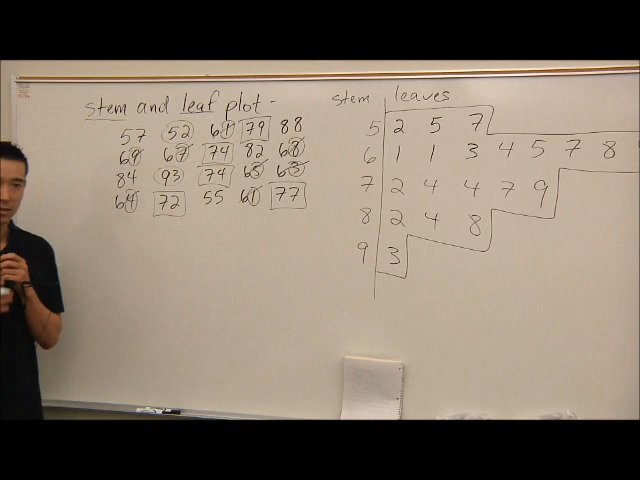 stem and leaf plot -
57 52 61 79 88
69 67 74 82 68
84 93 74 65 63
64 72 55 61 77
stem leaves
5 2 5 7
6 1 1 3 4 5 7 8
7 2 4 4 7 9
8 2 4 8
9 3